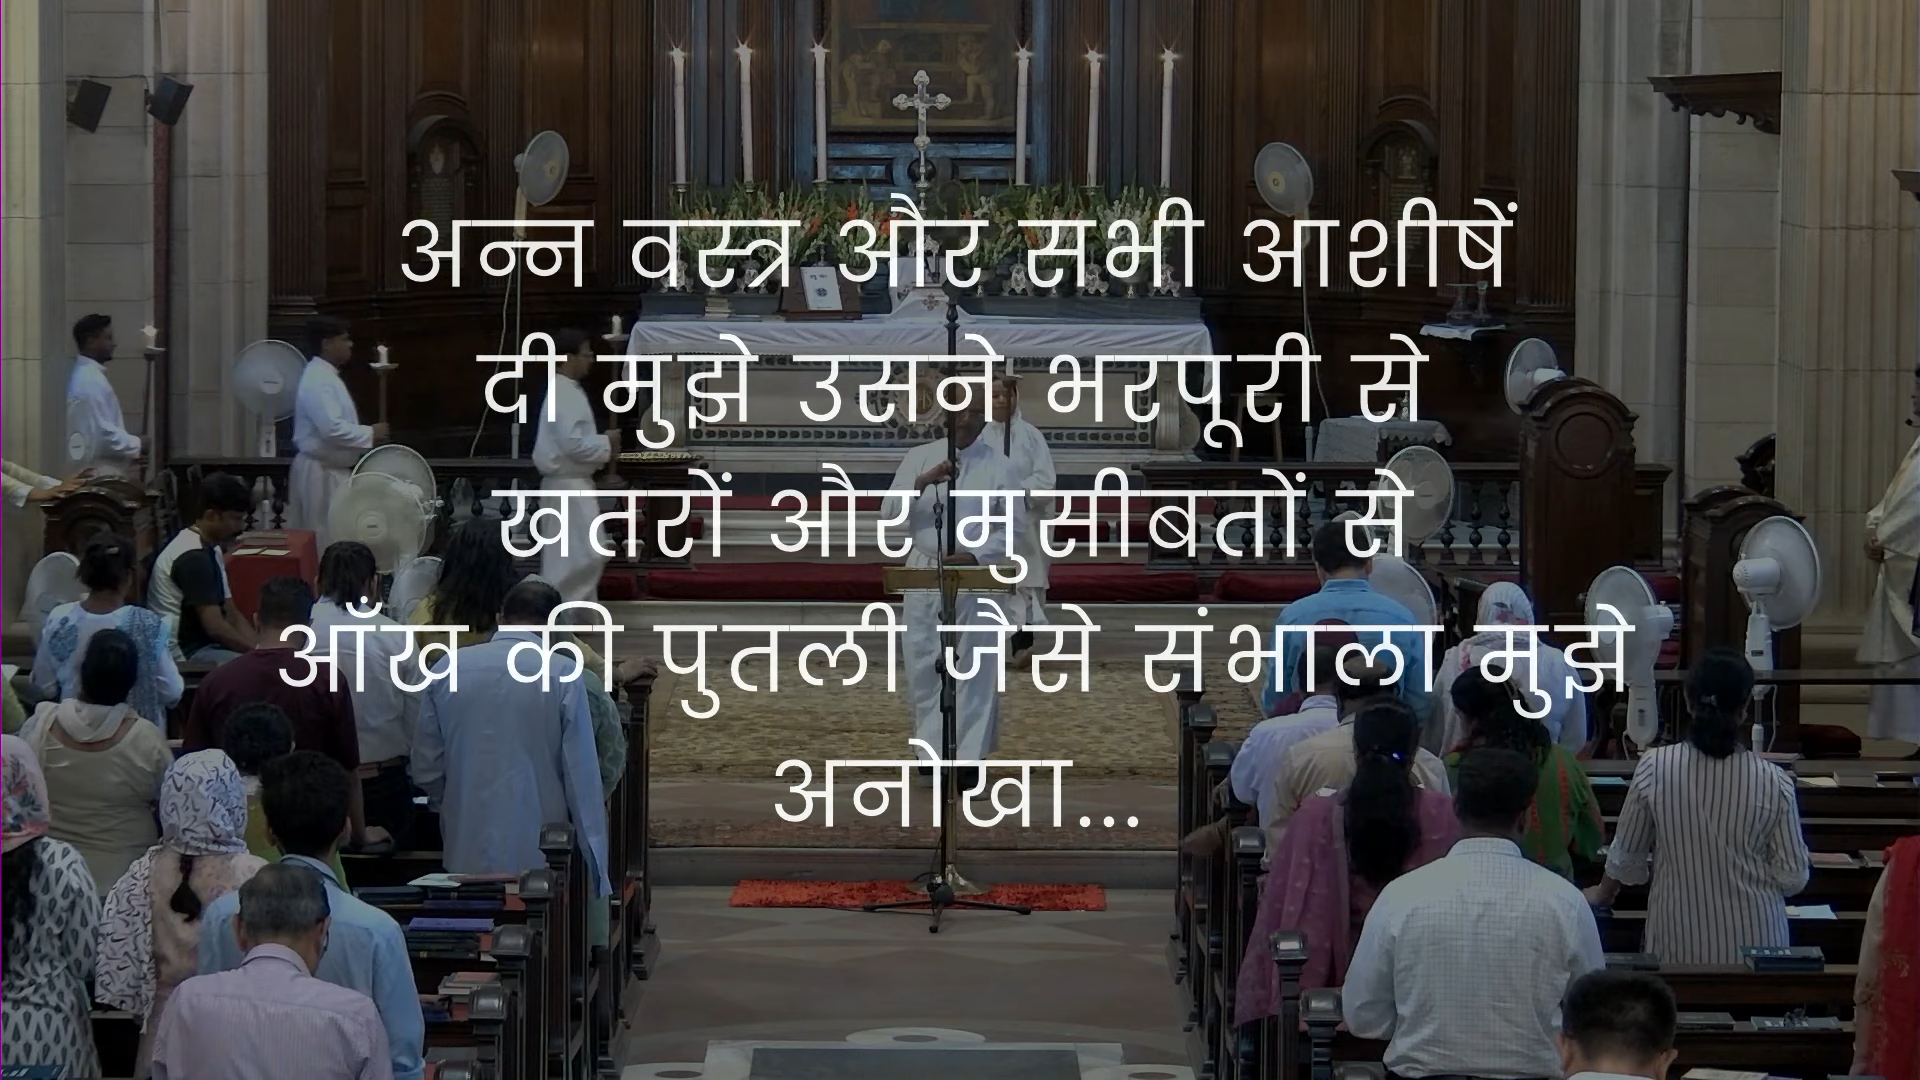 अन्न वस्त्र और सभी आशीषें
दी मुझे उसने भरपूरी से
खतरों और मुसीबतों से
आँख की पुतली जैसे संभाला मुझे
अनोखा...